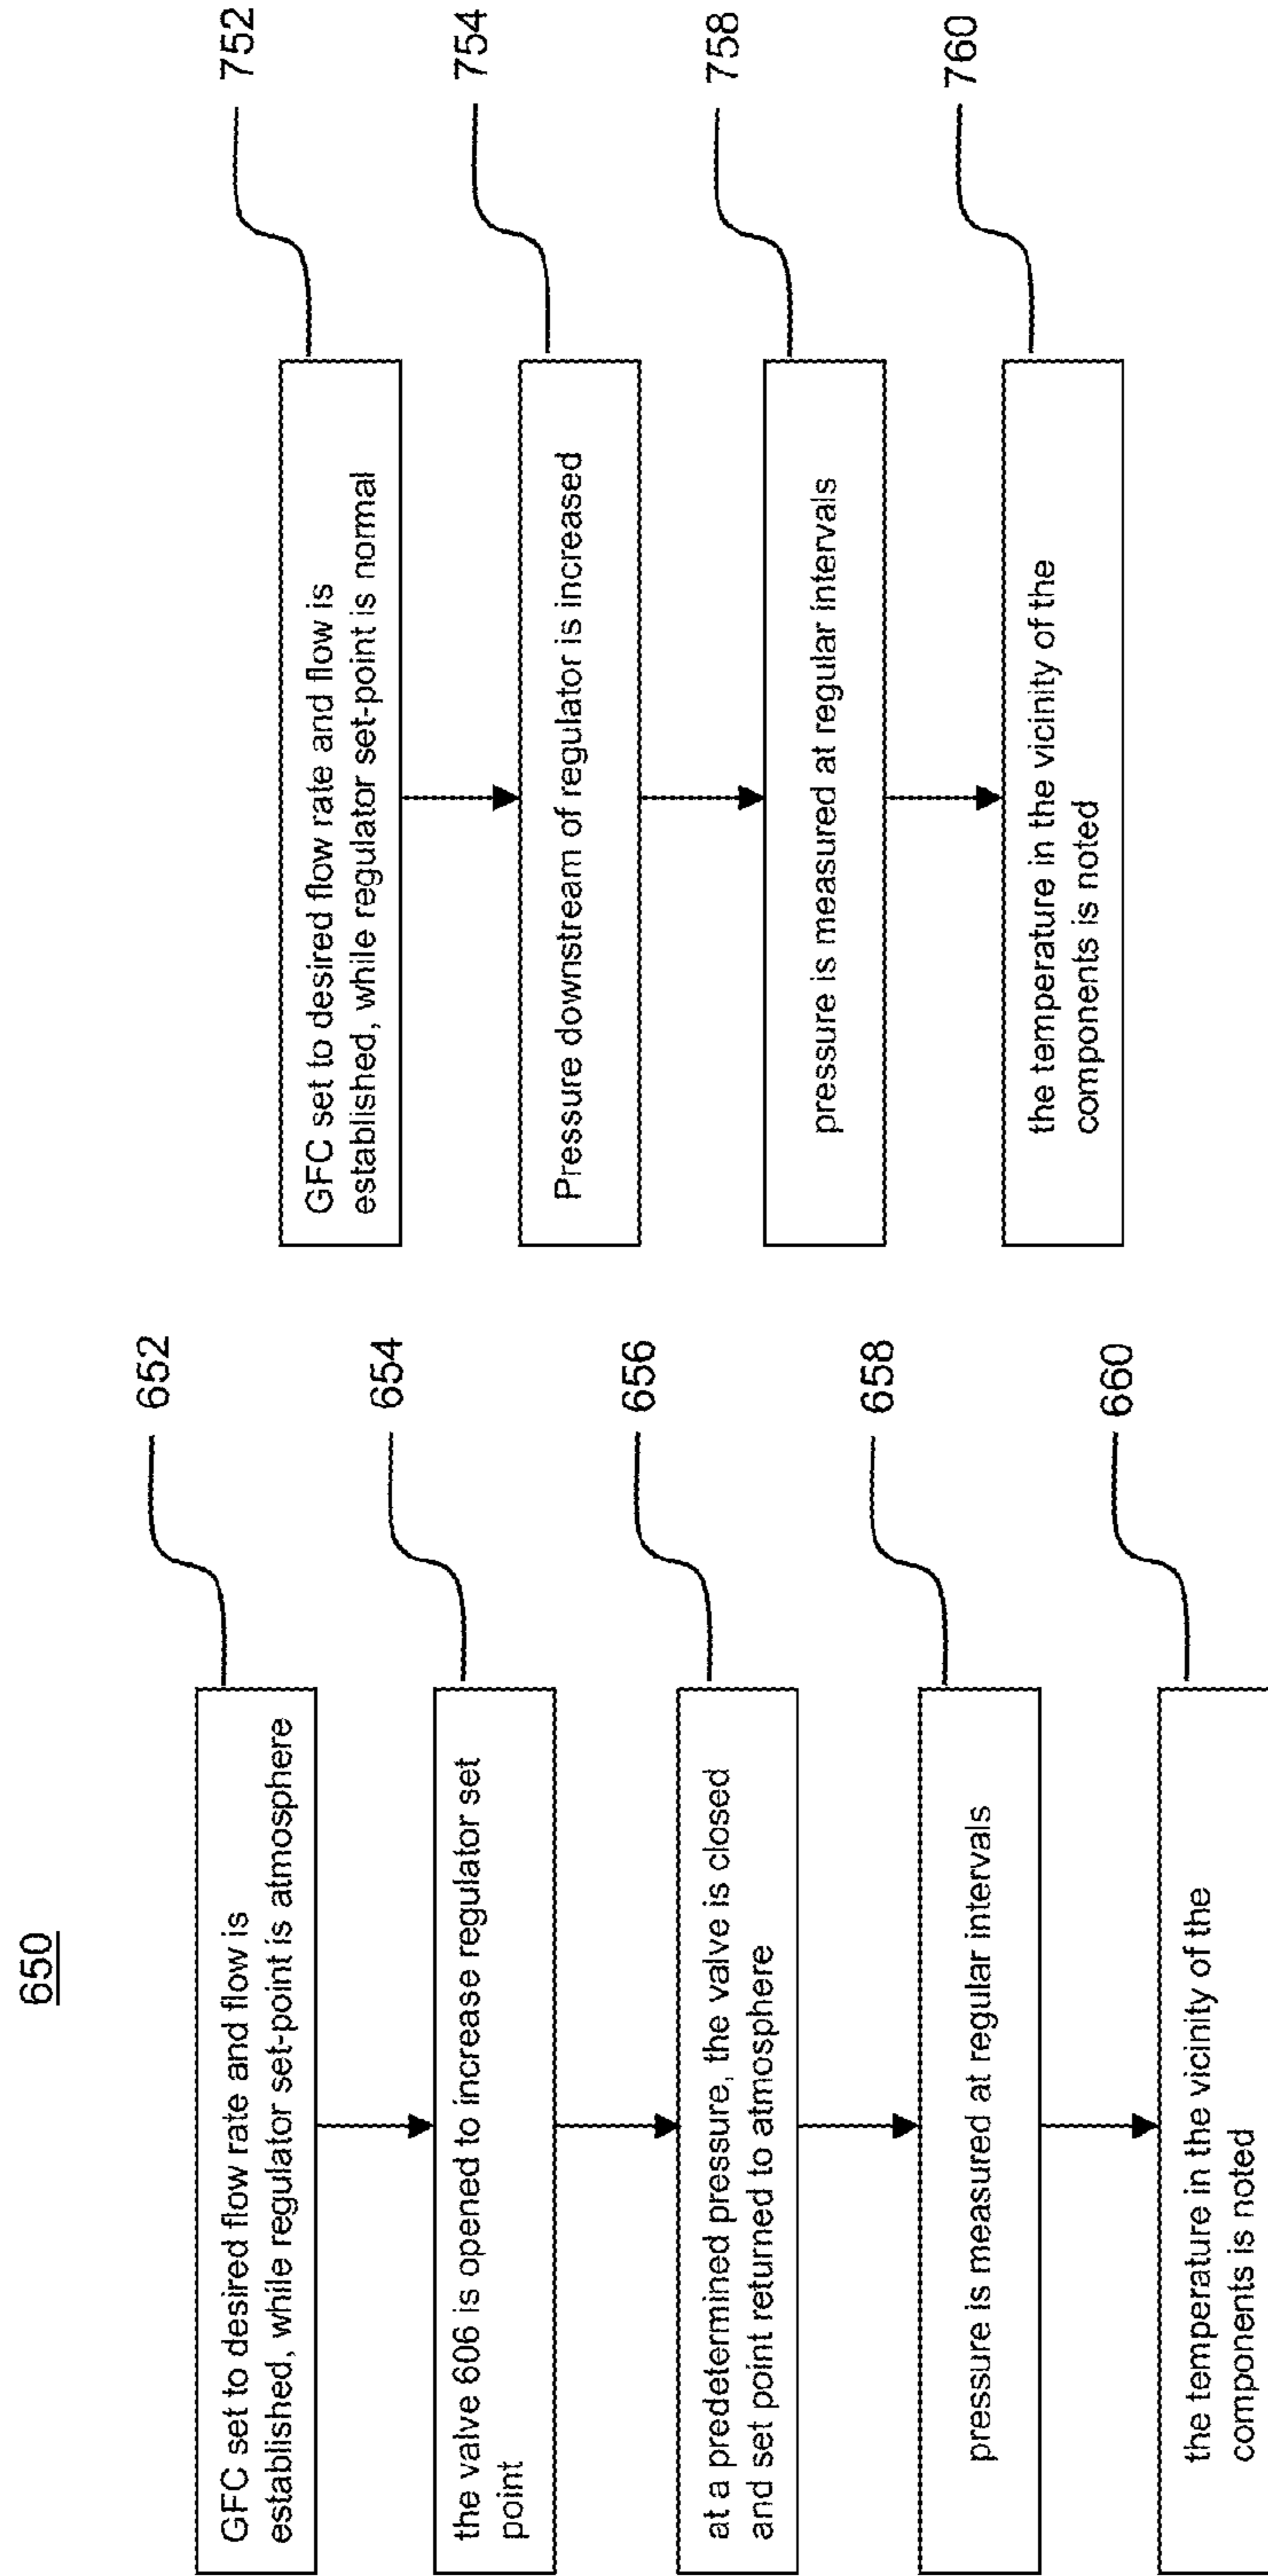 650
GFC set to desired flow rate and flow is
established, while regulator set-point is atmosphere
652
the valve 606 is opened to increase regulator set
point
654
at a predetermined pressure, the valve is closed
and set point returned to atmosphere
656
pressure is measured at regular intervals
658
the temperature in the vicinity of the
components is noted
660
GFC set to desired flow rate and flow is
established, while regulator set-point is normal
752
Pressure downstream of regulator is increased
754
pressure is measured at regular intervals
758
the temperature in the vicinity of the
components is noted
760